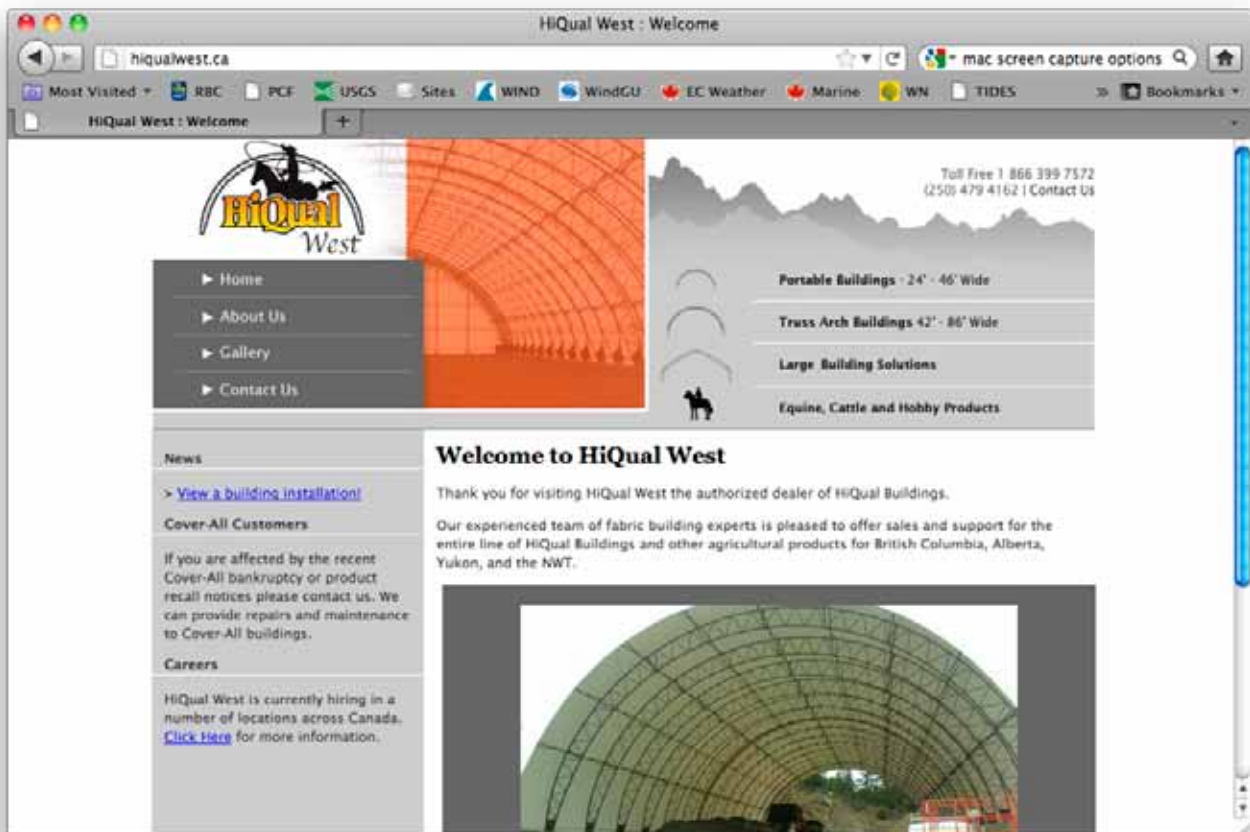 HiQual West : Welcome
hiqualwest.ca
mac screen capture options
Most Visited
RBC
PCF
USGS
Sites
WIND
WindGU
EC Weather
Marine
WN
TIDES
Bookmarks
HiQual West : Welcome
HiQual
West
Toll Free 1 866 399 7572
(250) 479 4162 | Contact Us
► Home
► About Us
► Gallery
► Contact Us
Portable Buildings - 24' - 46' Wide
Truss Arch Buildings 42' - 86' Wide
Large Building Solutions
Equine, Cattle and Hobby Products
News
> View a building installation!
Cover-All Customers
If you are affected by the recent
Cover-All bankruptcy or product
recall notices please contact us. We
can provide repairs and maintenance
to Cover-All buildings.
Careers
HiQual West is currently hiring in a
number of locations across Canada.
Click Here for more information.
Welcome to HiQual West
Thank you for visiting HiQual West the authorized dealer of HiQual Buildings.
Our experienced team of fabric building experts is pleased to offer sales and support for the
entire line of HiQual Buildings and other agricultural products for British Columbia, Alberta,
Yukon, and the NWT.